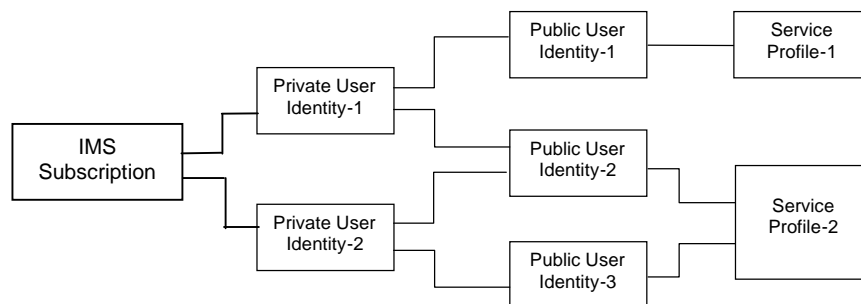 IMS
Subscription
Private User
Identity-1
Private User
Identity-2
Public User
Identity-1
Public User
Identity-2
Public User
Identity-3
Service
Profile-1
Service
Profile-2